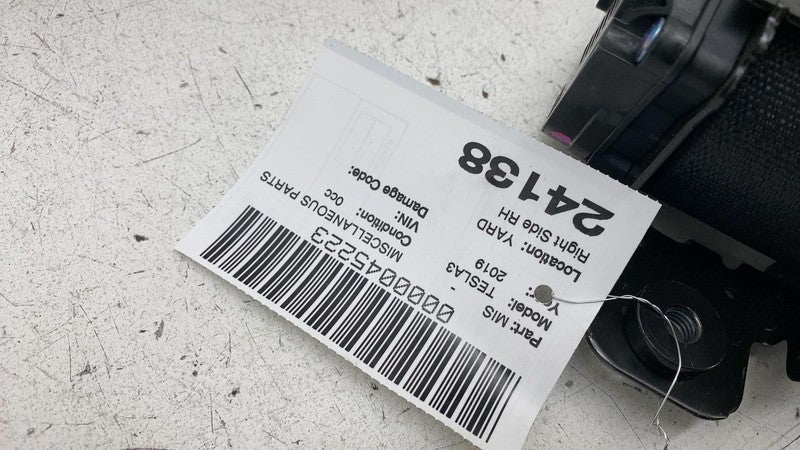 24138
Right Side RH
Location: YARD
Year: 2019
Model: TESLA3
Part: MIS
Damage Code:
VIN:
Condition: 0cc
MISCELLANEOUS PARTS
0000045223